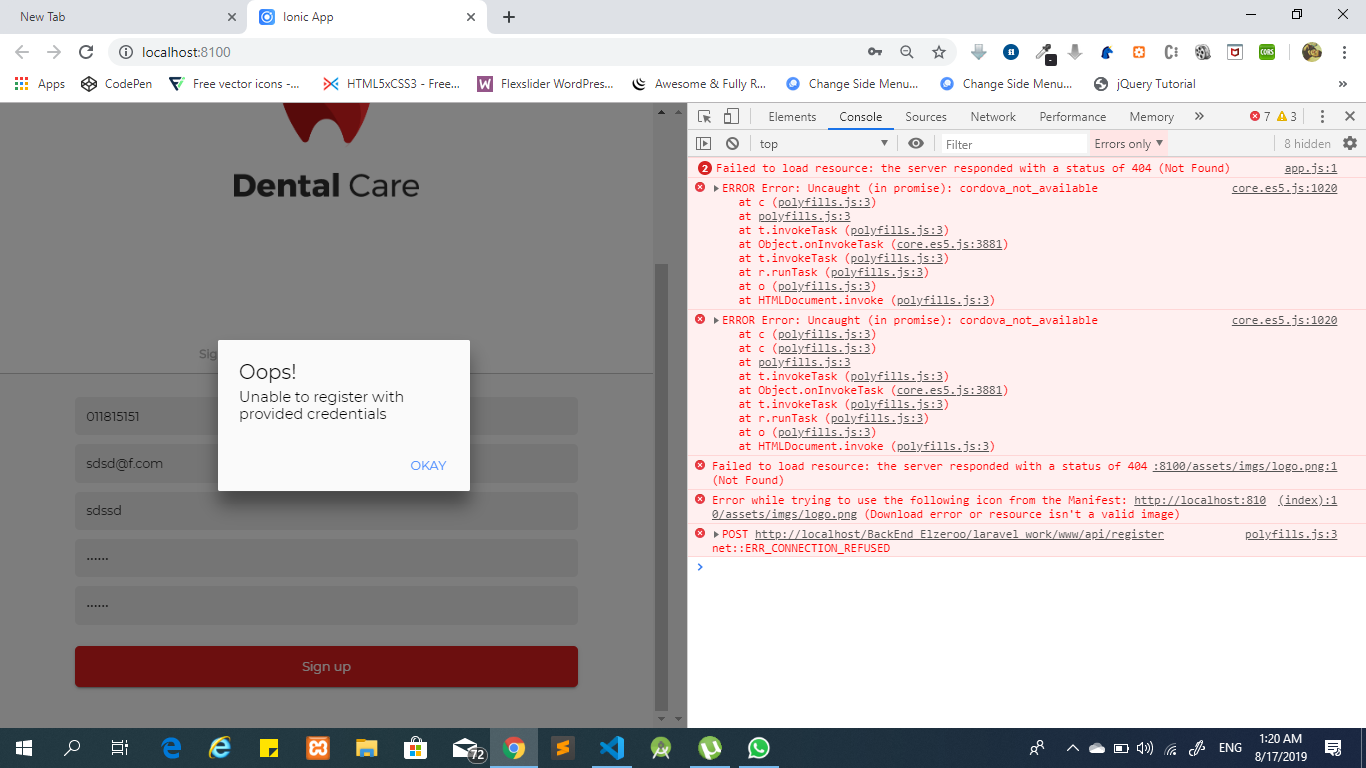 New Tab
Ionic App
localhost:8100
Apps
CodePen
Free vector icons -...
HTML5xCSS3 - Free...
Flexslider WordPress...
Awesome & Fully R...
Change Side Menu...
Change Side Menu...
jQuery Tutorial
»
Dental Care
Sig
Oops!
Unable to register with
provided credentials
OKAY
011815151
sdsd@f.com
sdssd
······
······
Sign up
Elements
Console
Sources
Network
Performance
Memory
»
7
3
top
Filter
Errors only
8 hidden
2 Failed to load resource: the server responded with a status of 404 (Not Found) app.js:1
ERROR Error: Uncaught (in promise): cordova_not_available core.es5.js:1020
at c (polyfills.js:3)
at polyfills.js:3
at t.invokeTask (polyfills.js:3)
at Object.onInvokeTask (core.es5.js:3881)
at t.invokeTask (polyfills.js:3)
at r.runTask (polyfills.js:3)
at o (polyfills.js:3)
at HTMLDocument.invoke (polyfills.js:3)
ERROR Error: Uncaught (in promise): cordova_not_available core.es5.js:1020
at c (polyfills.js:3)
at c (polyfills.js:3)
at polyfills.js:3
at t.invokeTask (polyfills.js:3)
at Object.onInvokeTask (core.es5.js:3881)
at t.invokeTask (polyfills.js:3)
at r.runTask (polyfills.js:3)
at o (polyfills.js:3)
at HTMLDocument.invoke (polyfills.js:3)
Failed to load resource: the server responded with a status of 404 :8100/assets/imgs/logo.png:1
(Not Found)
Error while trying to use the following icon from the Manifest: http://localhost:810 (index):1
0/assets/imgs/logo.png (Download error or resource isn't a valid image)
POST http://localhost/BackEnd_Elzeroo/laravel_work/www/api/register polyfills.js:3
net::ERR_CONNECTION_REFUSED
72
ENG
1:20 AM
8/17/2019